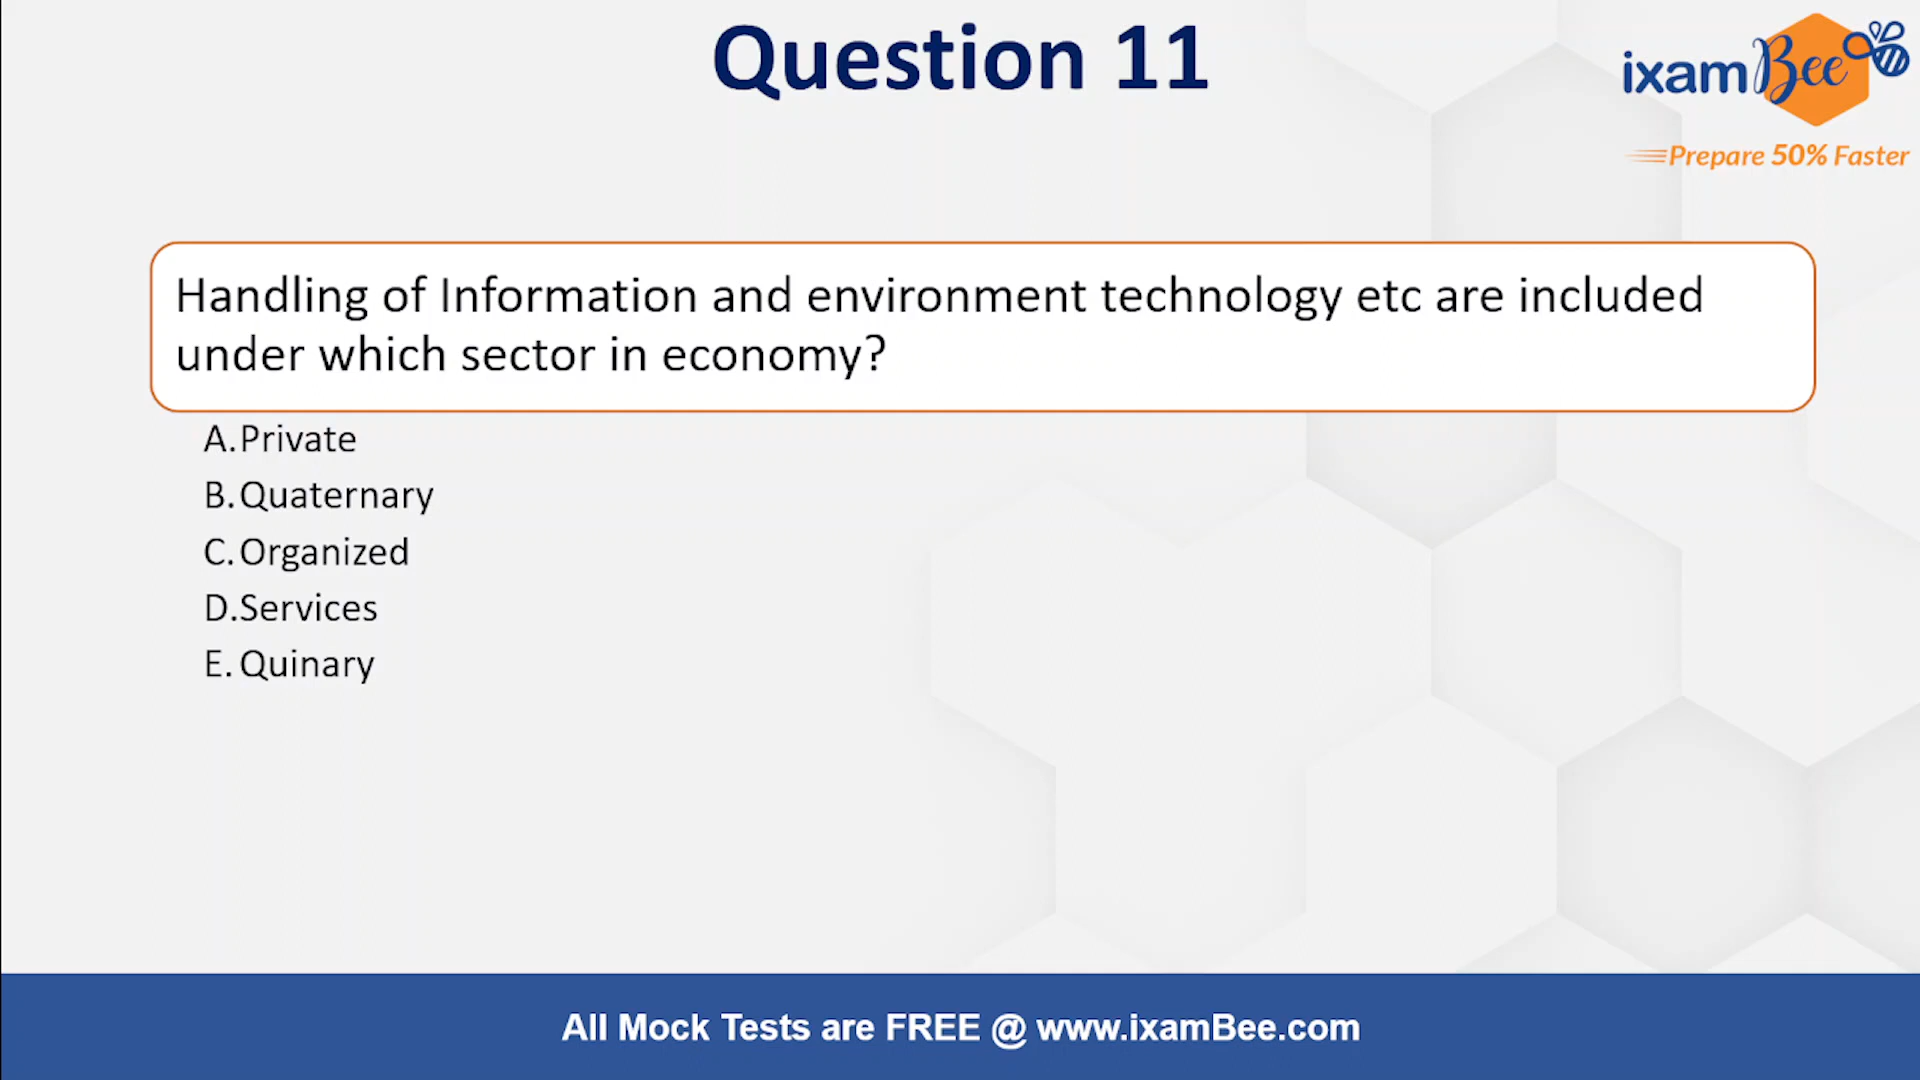 Question 11
ixamBee
Prepare 50% Faster
Handling of Information and environment technology etc are included
under which sector in economy?
A.Private
B.Quaternary
C.Organized
D.Services
E.Quinary
All Mock Tests are FREE @ www.ixamBee.com